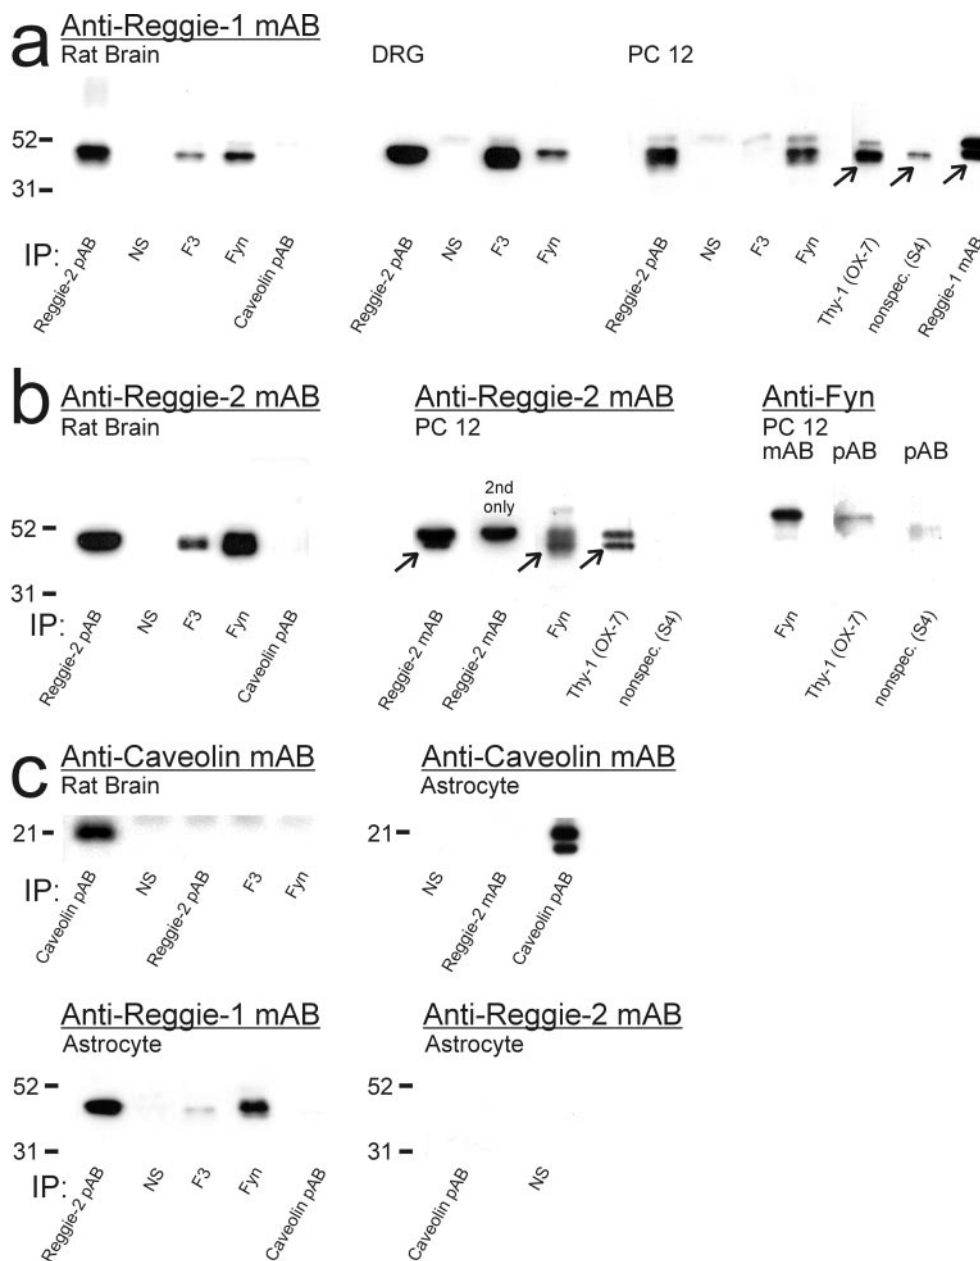 a Anti-Reggie-1 mAB
Rat Brain DRG PC 12
52
31
IP: Reggie-2 pAB NS F3 Fyn Caveolin pAB Reggie-2 pAB NS F3 Fyn Reggie-2 pAB NS F3 Fyn Thy-1 (OX-7) nonspec. (S4) Reggie-1 mAB
b Anti-Reggie-2 mAB Anti-Reggie-2 mAB Anti-Fyn
Rat Brain PC 12 PC 12
mAB pAB pAB
2nd
only
52
31
IP: Reggie-2 pAB NS F3 Fyn Caveolin pAB Reggie-2 mAB Reggie-2 mAB Fyn Thy-1 (OX-7) nonspec. (S4) Fyn Thy-1 (OX-7) nonspec. (S4)
c Anti-Caveolin mAB Anti-Caveolin mAB
Rat Brain Astrocyte
21 21
IP: Caveolin pAB NS Reggie-2 pAB F3 Fyn NS Reggie-2 mAB Caveolin pAB
Anti-Reggie-1 mAB Anti-Reggie-2 mAB
Astrocyte Astrocyte
52 52
31 31
IP: Reggie-2 pAB NS F3 Fyn Caveolin pAB Caveolin pAB NS